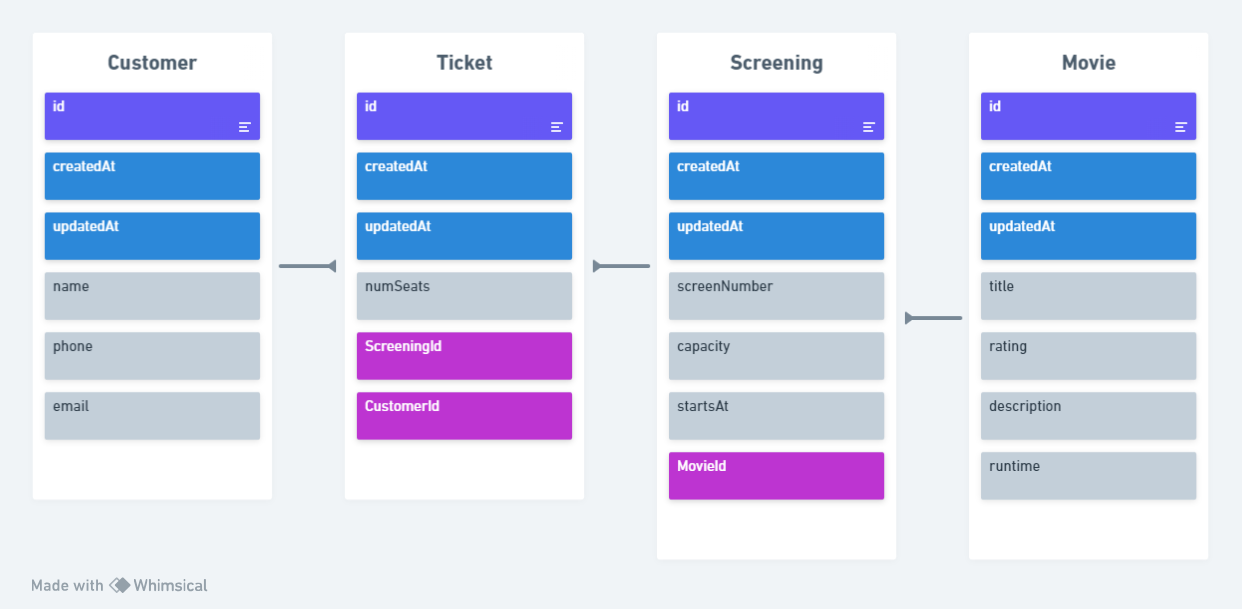 Customer
id
createdAt
updatedAt
name
phone
email
Ticket
id
createdAt
updatedAt
numSeats
ScreeningId
CustomerId
Screening
id
createdAt
updatedAt
screenNumber
capacity
startsAt
MovieId
Movie
id
createdAt
updatedAt
title
rating
description
runtime
Made with Whimsical